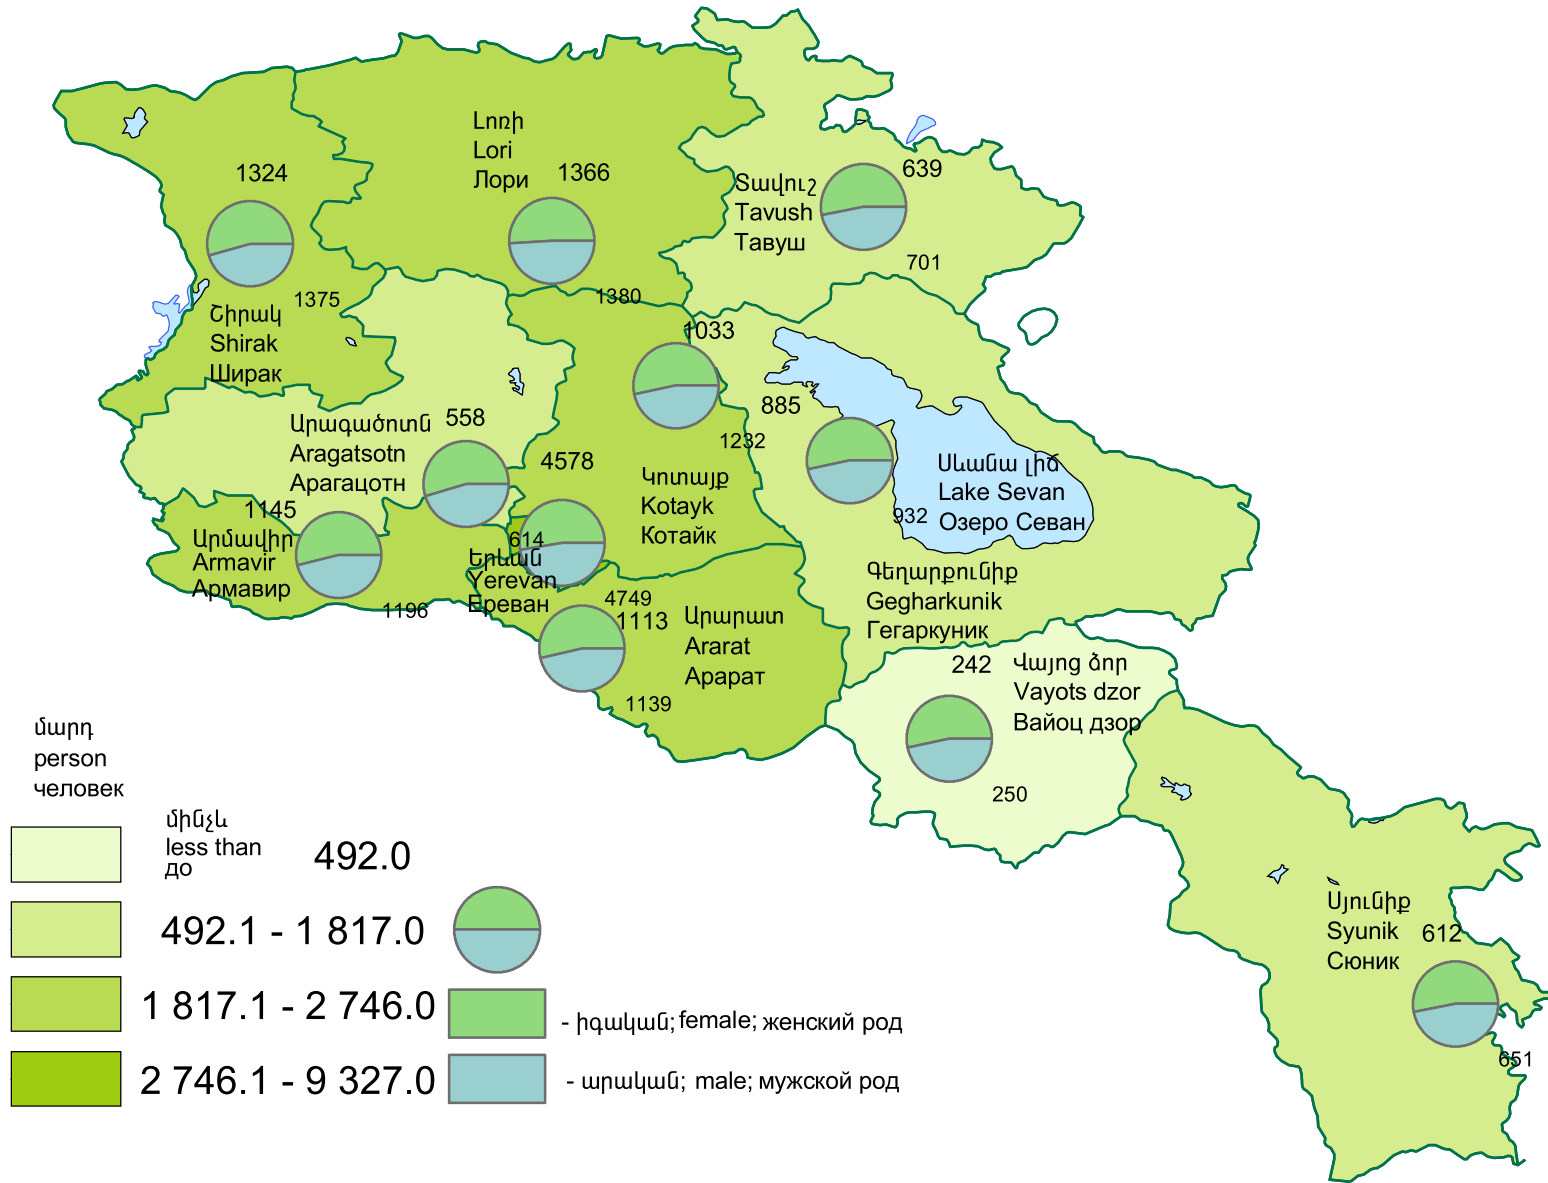 1324
1375
Շիրակ
Shirak
Ширак
Լոռի
Lori
Лори
1366
1380
Տավուշ
Tavush
Тавуш
639
701
Արագածոտն
Aragatsotn
Арагацотн
558
614
1145
Արմավիր
Armavir
Армавир
1196
4578
Երևան
Yerevan
Ереван
4749
1033
1232
Կոտայք
Kotayk
Котайк
885
932
Սևանա լիճ
Lake Sevan
Озеро Севан
Գեղարքունիք
Gegharkunik
Гегаркуник
1113
Արարատ
Ararat
Арарат
1139
242
Վայոց ձոր
Vayots dzor
Вайоц дзор
250
Սյունիք
Syunik
Сюник
612
651
մարդ
person
человек
մինչև
less than
до
492.0
492.1 - 1 817.0
1 817.1 - 2 746.0
2 746.1 - 9 327.0
- իգական; female; женский род
- արական; male; мужской род